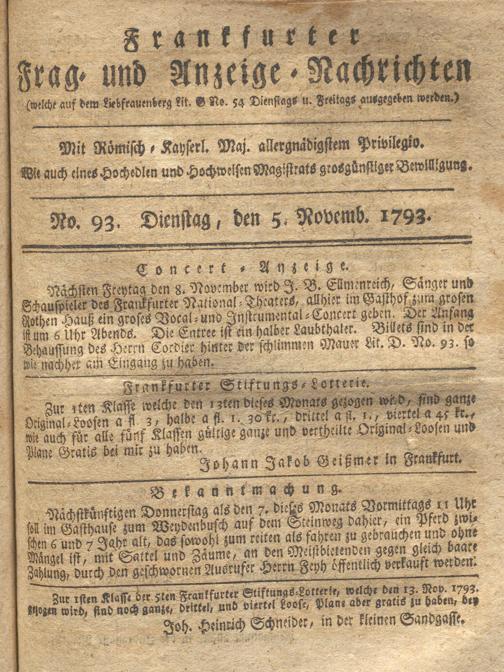 Frankfurter
Frag- und Anzeige-Nachrichten
(welche auf dem Liebfrauenberg Lit. G No. 54 Dienstags u. Freitags ausgegeben werden.)
Mit Römisch-Kayserl. Maj. allergnädigstem Privilegio.
Wie auch eines Hochedlen und Hochweisen Magistrats grosgünstiger Bewilligung.
No. 93. Dienstag, den 5. Novemb. 1793.
Concert-Anzeige.
Nächsten Freytag den 8. November wird J. B. Ellmenreich, Sänger und
Schauspieler des Frankfurter National-Theaters, allhier im Gasthof zum grosen
Rothen Hauß ein groses Vocal- und Instrumental-Concert geben. Der Anfang
ist um 6 Uhr Abends. Die Entree ist ein halber Laubthaler. Billets sind in der
Behaussung des Herrn Cordier hinter der schlimmen Mauer Lit. D. No. 93. so
wie nachher am Eingang zu haben.
Frankfurter Stiftungs-Lotterie.
Zur 1ten Klasse welche den 13ten dieses Monats gezogen wird, sind ganze
Original-Loosen a fl. 3, halbe a fl. 1. 30 kr., drittel a fl. 1., viertel a 45 kr.,
wie auch für alle fünf Klassen gültige ganze und vertheilte Original-Loosen und
Plane Gratis bei mir zu haben.
Johann Jakob Geißmer in Frankfurt.
Bekanntmachung.
Nächstkünftigen Donnerstag als den 7. dieses Monats Vormittags 11 Uhr
soll im Gasthause zum Weydenbusch auf dem Steinweg dahier, ein Pferd zwi-
schen 6 und 7 Jahr alt, das sowohl zum reiten als fahren zu gebrauchen und ohne
Mängel ist, mit Sattel und Zäume, an den Meistbietenden gegen gleich baare
Zahlung, durch den geschwornen Ausrufer Herrn Feyh öffentlich verkauft werden.
Zur 1sten Klasse der 5ten Frankfurter Stiftungs-Lotterie, welche den 13. Nov. 1793.
gezogen wird, sind noch ganze, drittel, und viertel Loose, Plane aber gratis zu haben, bey
Joh. Heinrich Schneider, in der kleinen Sandgasse.